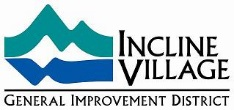 INCLINE
VILLAGE
GENERAL IMPROVEMENT DISTRICT